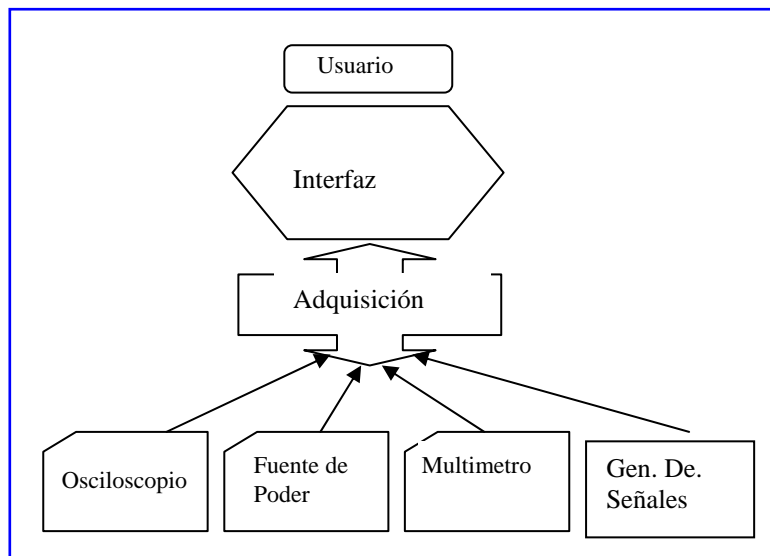 Usuario
Interfaz
Adquisición
Osciloscopio
Fuente de
Poder
Multimetro
Gen. De.
Señales